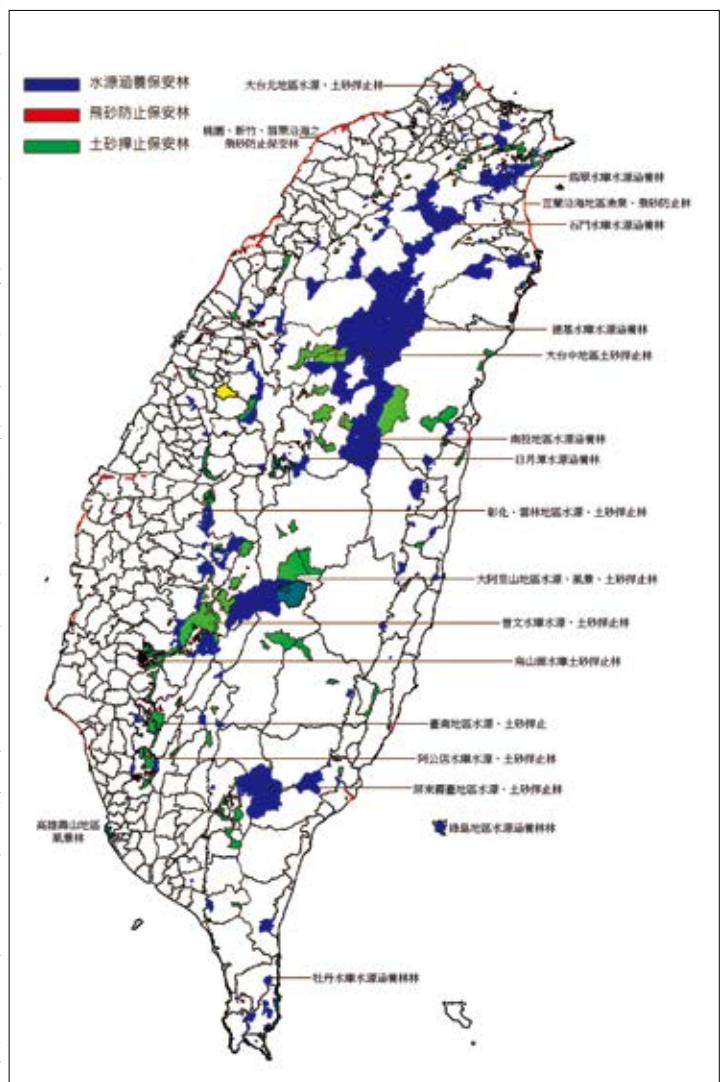 水源涵養保安林
飛砂防止保安林
土砂捍止保安林
大台北地區水源、土砂捍止林
桃園、新竹、苗栗沿海之
飛砂防止保安林
翡翠水庫水源涵養林
宜蘭沿海地區漁業、飛砂防止林
石門水庫水源涵養林
德基水庫水源涵養林
大台中地區土砂捍止林
南投地區水源涵養林
日月潭水源涵養林
彰化、雲林地區水源、土砂捍止林
大阿里山地區水源、風景、土砂捍止林
曾文水庫水源、土砂捍止林
烏山頭水庫土砂捍止林
臺南地區水源、土砂捍止
阿公店水庫水源、土砂捍止林
屏東霧臺地區水源、土砂捍止林
高雄壽山地區
風景林
綠島地區水源涵養林林
牡丹水庫水源涵養林林